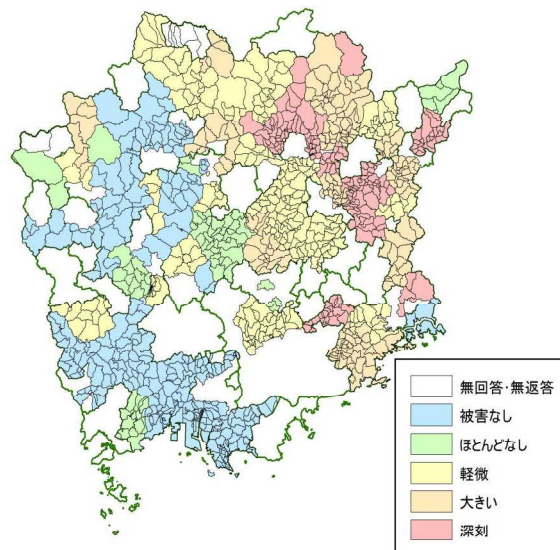 無回答・無返答
被害なし
ほとんどなし
軽微
大きい
深刻